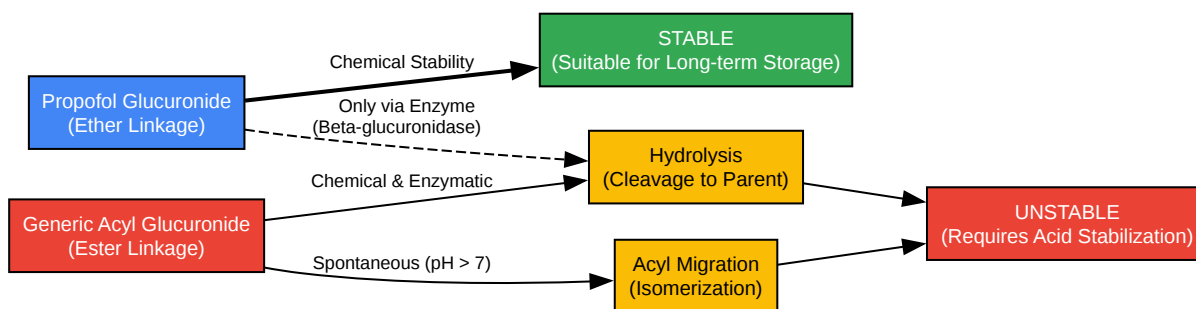 STABLE
(Suitable for Long-term Storage)
Chemical Stability
Propofol Glucuronide
(Ether Linkage)
Only via Enzyme
(Beta-glucuronidase)
Hydrolysis
(Cleavage to Parent)
Chemical & Enzymatic
Generic Acyl Glucuronide
(Ester Linkage)
UNSTABLE
(Requires Acid Stabilization)
Spontaneous (pH > 7)
Acyl Migration
(Isomerization)